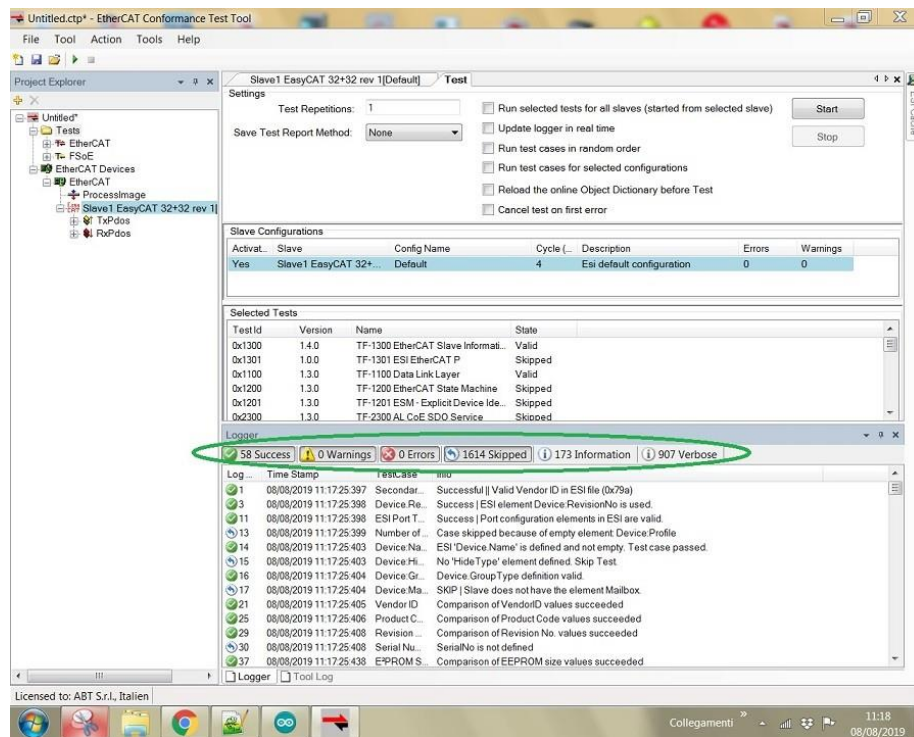 Untitled.ctp* - EtherCAT Conformance Test Tool
File Tool Action Tools Help
Project Explorer
Untitled*
Tests
EtherCAT
FSoE
EtherCAT Devices
EtherCAT
ProcessImage
Slave1 EasyCAT 32+32 rev 1[
TxPdos
RxPdos
Slave1 EasyCAT 32+32 rev 1[Default] Test
Settings
Test Repetitions: 1
Save Test Report Method: None
Run selected tests for all slaves (started from selected slave)
Update logger in real time
Run test cases in random order
Run test cases for selected configurations
Reload the online Object Dictionary before Test
Cancel test on first error
Start
Stop
Slave Configurations
Activat... Slave Config Name Cycle (... Description Errors Warnings
Yes Slave1 EasyCAT 32+... Default 4 Esi default configuration 0 0
Selected Tests
Test Id Version Name State
0x1300 1.4.0 TF-1300 EtherCAT Slave Informati... Valid
0x1301 1.0.0 TF-1301 ESI EtherCAT P Skipped
0x1100 1.3.0 TF-1100 Data Link Layer Valid
0x1200 1.3.0 TF-1200 EtherCAT State Machine Skipped
0x1201 1.3.0 TF-1201 ESM - Explicit Device Ide... Skipped
0x2300 1.3.0 TF-2300 AL CoE SDO Service Skipped
Logger
58 Success 0 Warnings 0 Errors 1614 Skipped 173 Information 907 Verbose
Log... Time Stamp TestCase Info
1 08/08/2019 11:17:25:397 Secondar... Successful || Valid Vendor ID in ESI file (0x79a)
3 08/08/2019 11:17:25:398 Device:Re... Success | ESI element Device:RevisionNo is used.
11 08/08/2019 11:17:25:398 ESI Port T... Success | Port configuration elements in ESI are valid.
13 08/08/2019 11:17:25:399 Number of ... Case skipped because of empty element: Device:Profile
14 08/08/2019 11:17:25:403 Device:Na... ESI 'Device.Name' is defined and not empty. Test case passed.
15 08/08/2019 11:17:25:403 Device:Hi... No 'HideType' element defined. Skip Test.
16 08/08/2019 11:17:25:404 Device:Gr... Device.GroupType definition valid.
17 08/08/2019 11:17:25:404 Device:Ma... SKIP | Slave does not have the element Mailbox.
21 08/08/2019 11:17:25:405 Vendor ID Comparison of VendorID values succeeded
25 08/08/2019 11:17:25:406 Product C... Comparison of Product Code values succeeded
29 08/08/2019 11:17:25:408 Revision ... Comparison of Revision No. values succeeded
30 08/08/2019 11:17:25:408 Serial Nu... SerialNo is not defined
37 08/08/2019 11:17:25:438 E²PROM S... Comparison of EEPROM size values succeeded
Logger Tool Log
Licensed to: ABT S.r.l., Italien
Collegamenti
11:18
08/08/2019